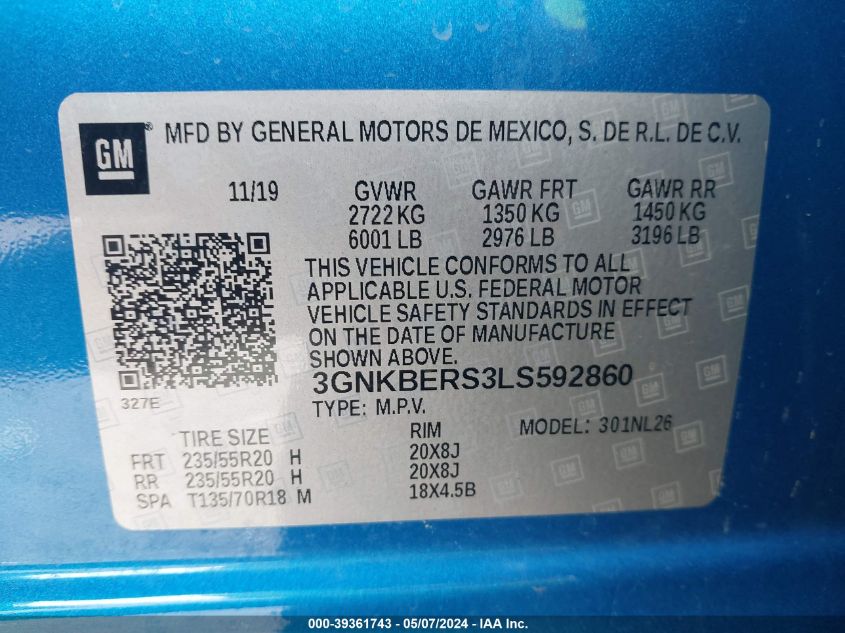 GM
MFD BY GENERAL MOTORS DE MEXICO, S. DE R.L. DE C.V.
11/19 GVWR GAWR FRT GAWR RR
2722 KG 1350 KG 1450 KG
6001 LB 2976 LB 3196 LB
THIS VEHICLE CONFORMS TO ALL
APPLICABLE U.S. FEDERAL MOTOR
VEHICLE SAFETY STANDARDS IN EFFECT
ON THE DATE OF MANUFACTURE
SHOWN ABOVE.
3GNKBERS3LS592860
327E
TYPE: M.P.V.
MODEL: 301NL26
TIRE SIZE RIM
FRT 235/55R20 H 20X8J
RR 235/55R20 H 20X8J
SPA T135/70R18 M 18X4.5B
000-39361743 - 05/07/2024 - IAA Inc.